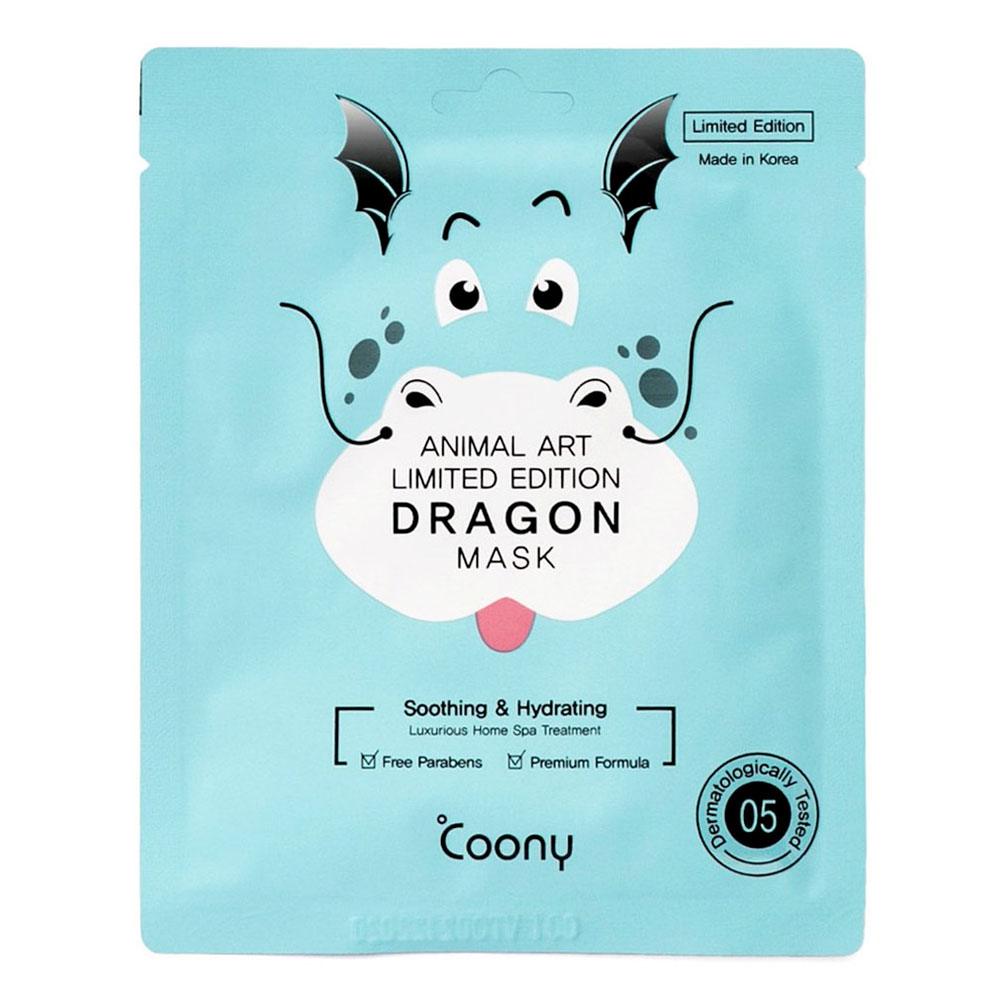 Limited Edition
Made in Korea
ANIMAL ART
LIMITED EDITION
DRAGON
MASK
Soothing & Hydrating
Luxurious Home Spa Treatment
Free Parabens
Premium Formula
Dermatologically Tested
05
°Coony